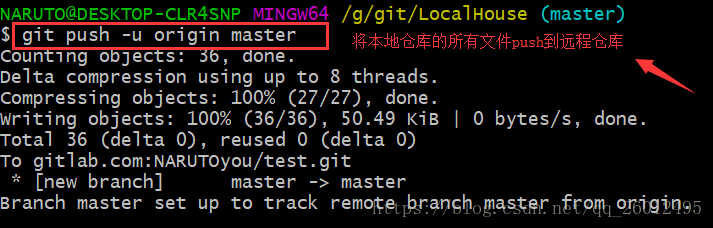 NARUTO@DESKTOP-CLR4SNP MINGW64 /g/git/LocalHouse (master)
$ git push -u origin master 将本地仓库的所有文件push到远程仓库
Counting objects: 36, done.
Delta compression using up to 8 threads.
Compressing objects: 100% (27/27), done.
Writing objects: 100% (36/36), 50.49 KiB | 0 bytes/s, done.
Total 36 (delta 0), reused 0 (delta 0)
To gitlab.com:NARUTOyou/test.git
* [new branch] master -> master
Branch master set up to track remote branch master from origin.
https://blog.csdn.net/qq_26012495